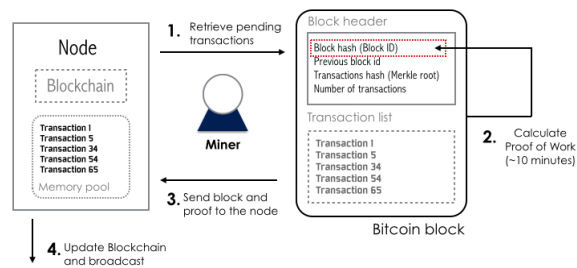 Node
Blockchain
Transaction 1
Transaction 5
Transaction 34
Transaction 54
Transaction 65
Memory pool
1. Retrieve pending
transactions
Miner
3. Send block and
proof to the node
4. Update Blockchain
and broadcast
Block header
Block hash (Block ID)
Previous block id
Transactions hash (Merkle root)
Number of transactions
Transaction list
Transaction 1
Transaction 5
Transaction 34
Transaction 54
Transaction 65
Bitcoin block
2. Calculate
Proof of Work
(~10 minutes)